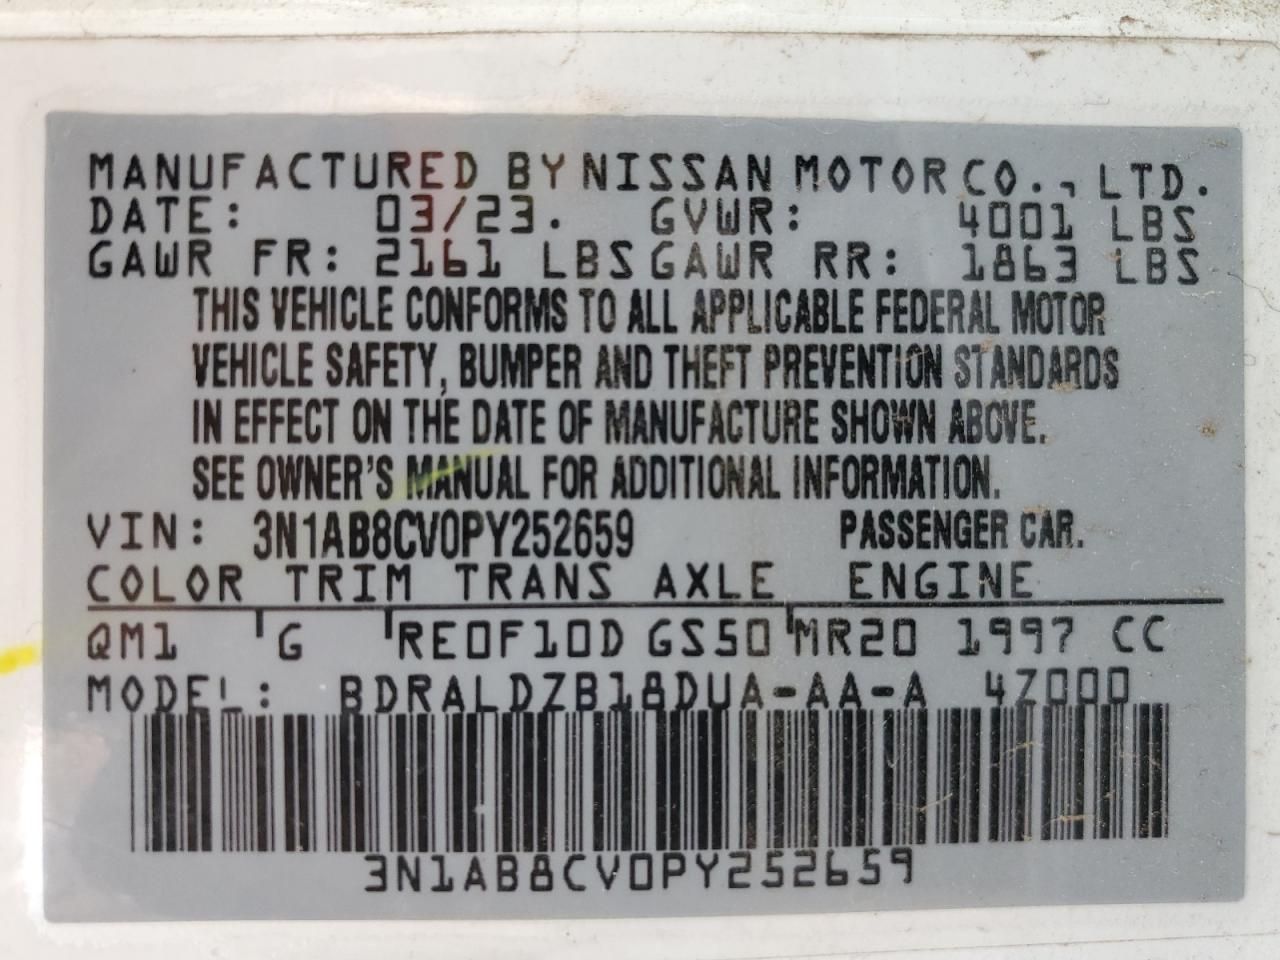 MANUFACTURED BY NISSAN MOTOR CO., LTD.
DATE: 03/23. GVWR: 4001 LBS
GAWR FR: 2161 LBS GAWR RR: 1863 LBS
THIS VEHICLE CONFORMS TO ALL APPLICABLE FEDERAL MOTOR
VEHICLE SAFETY, BUMPER AND THEFT PREVENTION STANDARDS
IN EFFECT ON THE DATE OF MANUFACTURE SHOWN ABOVE.
SEE OWNER'S MANUAL FOR ADDITIONAL INFORMATION.
VIN: 3N1AB8CV0PY252659 PASSENGER CAR.
COLOR TRIM TRANS AXLE ENGINE
QM1 G RE0F10D GS50 MR20 1997 CC
MODEL: BDRALDZB18DUA-AA-A 4Z000
3N1AB8CV0PY252659